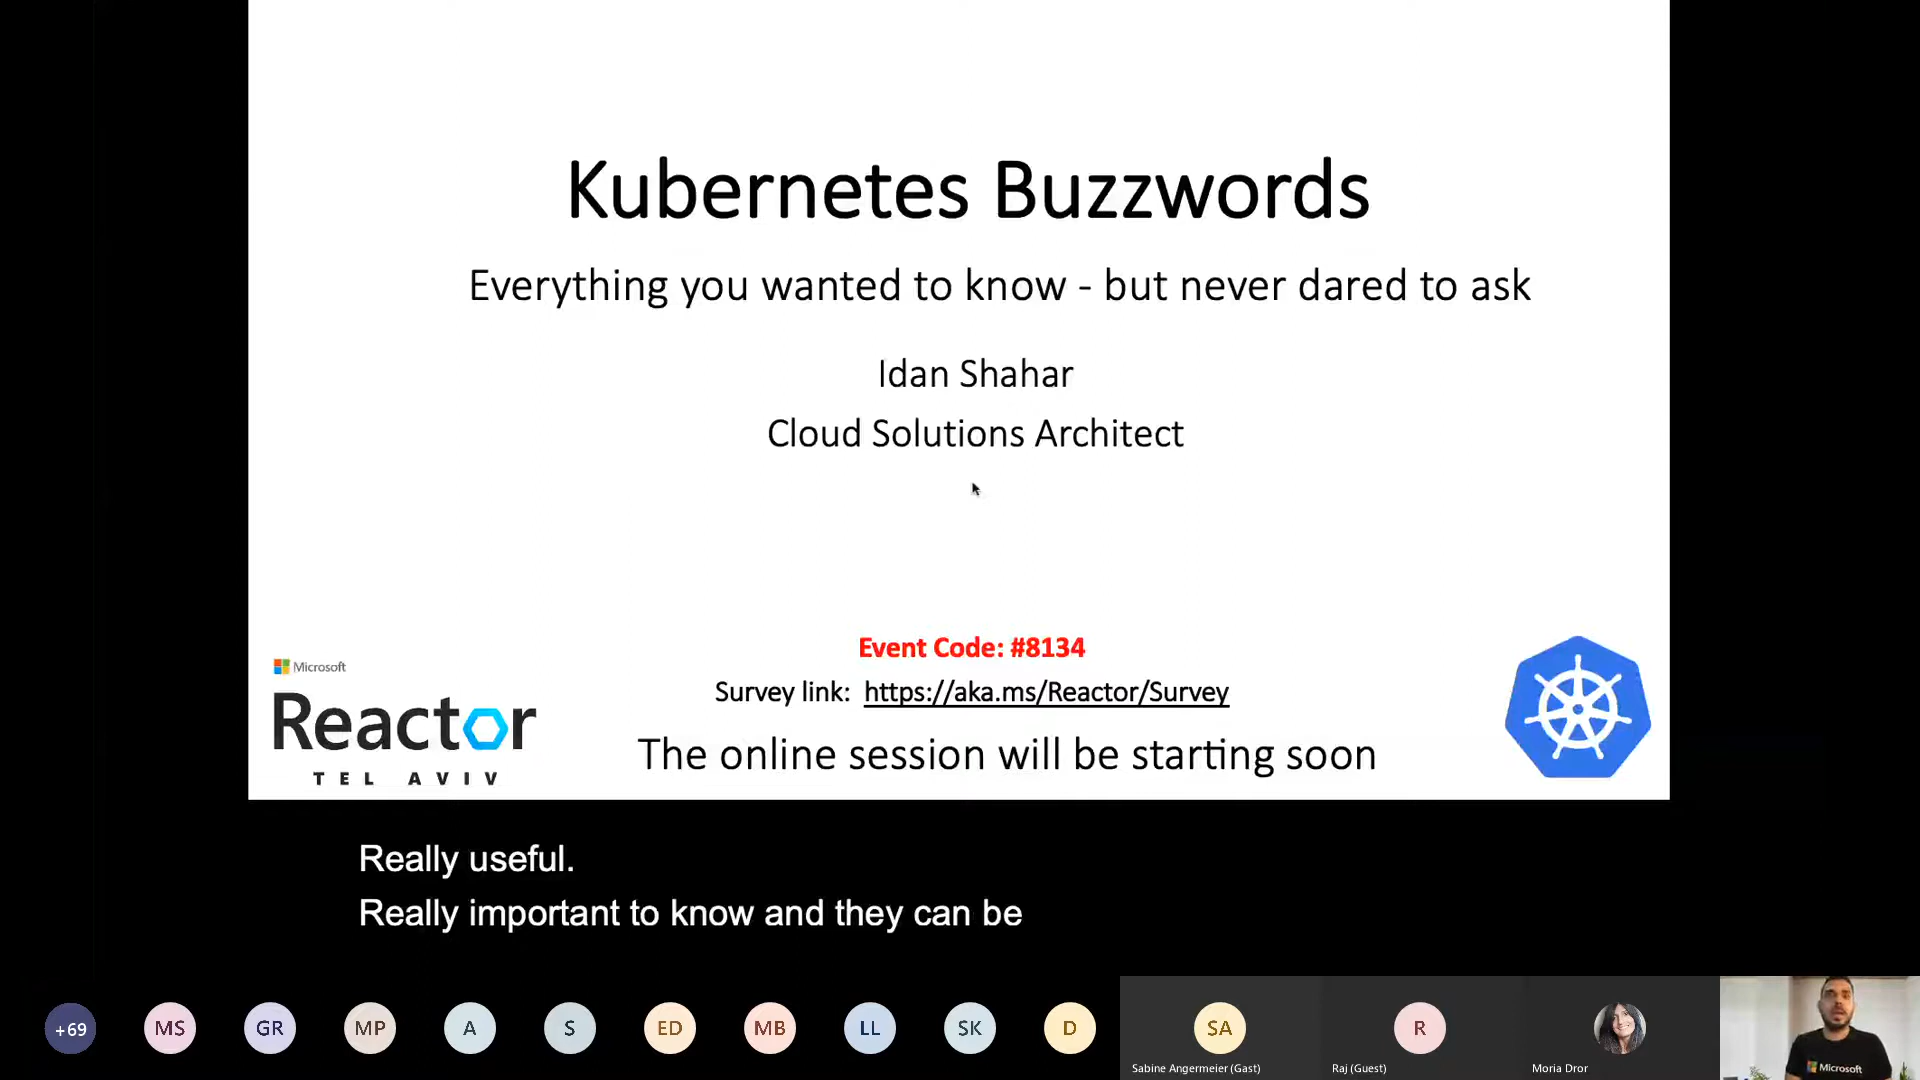 Kubernetes Buzzwords
Everything you wanted to know - but never dared to ask
Idan Shahar
Cloud Solutions Architect
Event Code: #8134
Survey link: https://aka.ms/Reactor/Survey
The online session will be starting soon
Microsoft
Reactor
TEL AVIV
Really useful.
Really important to know and they can be
+69
MS
GR
MP
A
S
ED
MB
LL
SK
D
SA
Sabine Angermeier (Gast)
R
Raj (Guest)
Moria Dror
Microsoft